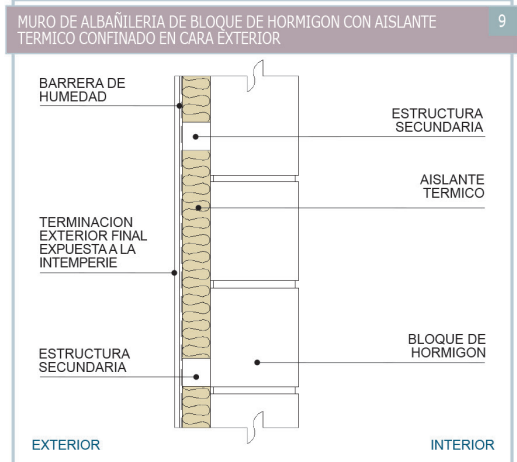 MURO DE ALBAÑILERIA DE BLOQUE DE HORMIGON CON AISLANTE
TERMICO CONFINADO EN CARA EXTERIOR
9
BARRERA DE
HUMEDAD
ESTRUCTURA
SECUNDARIA
AISLANTE
TERMICO
TERMINACION
EXTERIOR FINAL
EXPUESTA A LA
INTEMPERIE
ESTRUCTURA
SECUNDARIA
BLOQUE DE
HORMIGON
EXTERIOR
INTERIOR